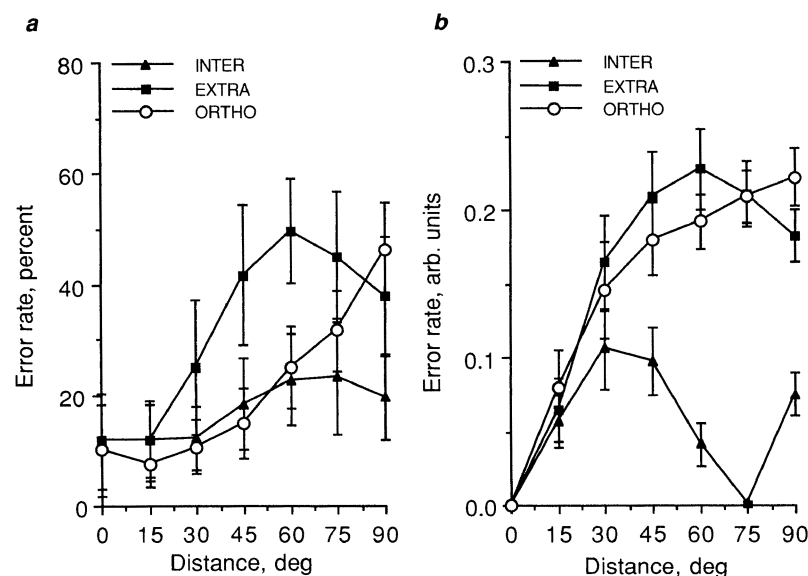 a
80
60
40
20
0
INTER
EXTRA
ORTHO
Error rate, percent
0 15 30 45 60 75 90
Distance, deg
b
0.3
0.2
0.1
0.0
INTER
EXTRA
ORTHO
Error rate, arb. units
0 15 30 45 60 75 90
Distance, deg